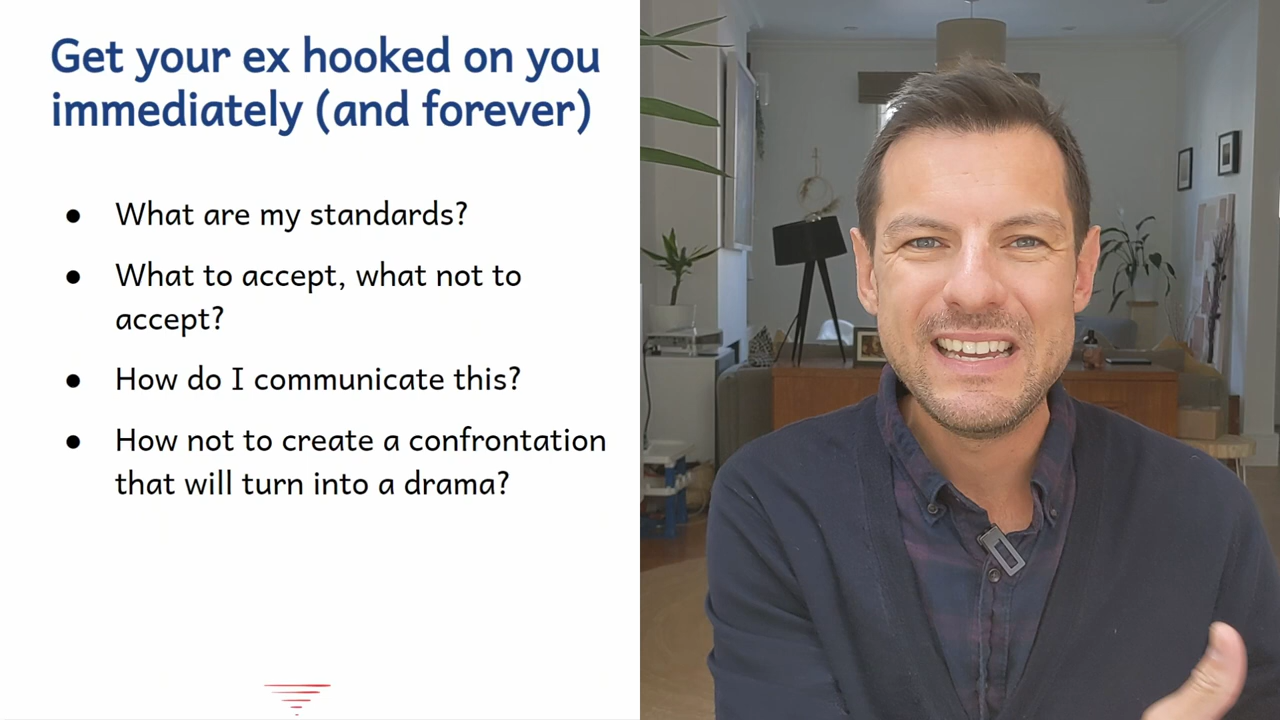 Get your ex hooked on you
immediately (and forever)
● What are my standards?
● What to accept, what not to
accept?
● How do I communicate this?
● How not to create a confrontation
that will turn into a drama?